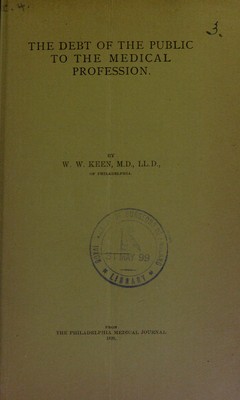 3.
THE DEBT OF THE PUBLIC
TO THE MEDICAL
PROFESSION.
BY
W. W. KEEN, M.D., LL.D.,
OF PHILADELPHIA.
LIBRARY
FROM
THE PHILADELPHIA MEDICAL JOURNAL